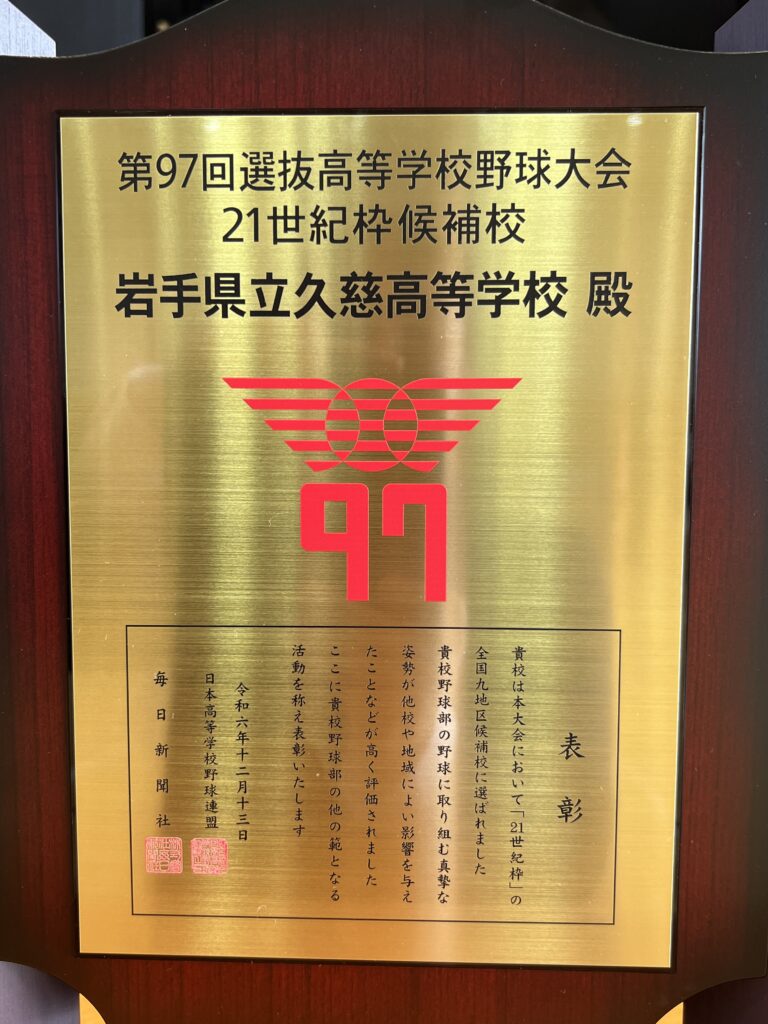 第97回選抜高等学校野球大会
21世紀枠候補校
岩手県立久慈高等学校 殿
97
表彰
貴校は本大会において「21世紀枠」の
全国九地区候補校に選ばれました
貴校野球部の野球に取り組む真摯な
姿勢が他校や地域によい影響を与え
たことなどが高く評価されました
ここに貴校野球部の他の範となる
活動を称え表彰いたします
令和六年十二月十三日
日本高等学校野球連盟
毎日新聞社